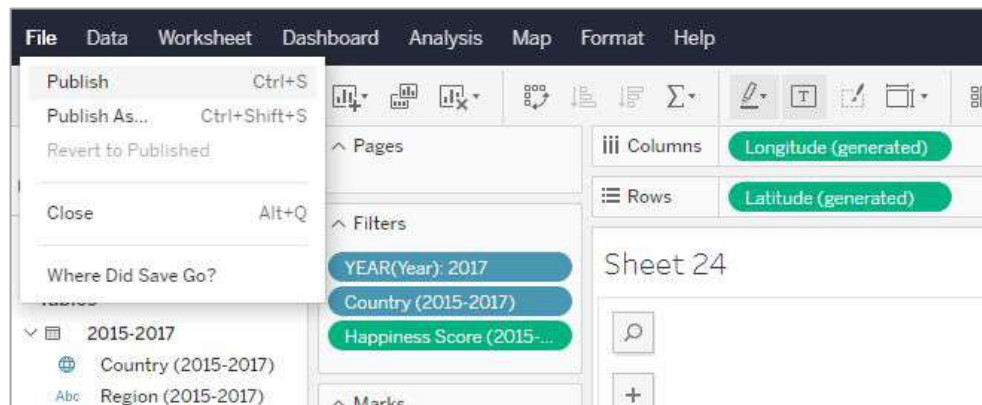 File Data Worksheet Dashboard Analysis Map Format Help
Publish Ctrl+S
Publish As... Ctrl+Shift+S
Revert to Published
Close Alt+Q
Where Did Save Go?
2015-2017
Country (2015-2017)
Abc Region (2015-2017)
Pages
Filters
YEAR(Year): 2017
Country (2015-2017)
Happiness Score (2015-...
Marks
Columns Longitude (generated)
Rows Latitude (generated)
Sheet 24